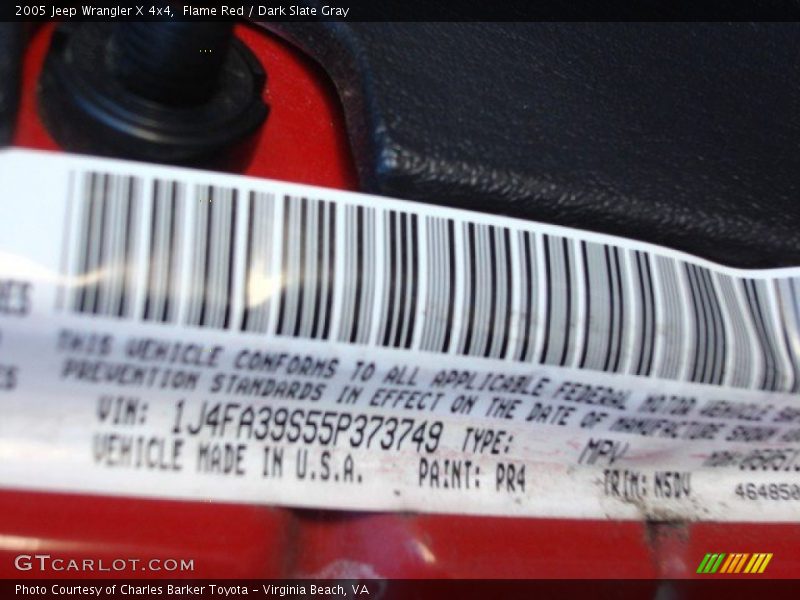 2005 Jeep Wrangler X 4x4,  Flame Red / Dark Slate Gray
THIS VEHICLE CONFORMS TO ALL APPLICABLE FEDERAL MOTOR VEHICLE
PREVENTION STANDARDS IN EFFECT ON THE DATE OF MANUFACTURE SHOWN
VIN: 1J4FA39S55P373749 TYPE: MPV
VEHICLE MADE IN U.S.A. PAINT: PR4 TRIM: N5DV 464850
GTCARLOT.COM
Photo Courtesy of Charles Barker Toyota - Virginia Beach, VA